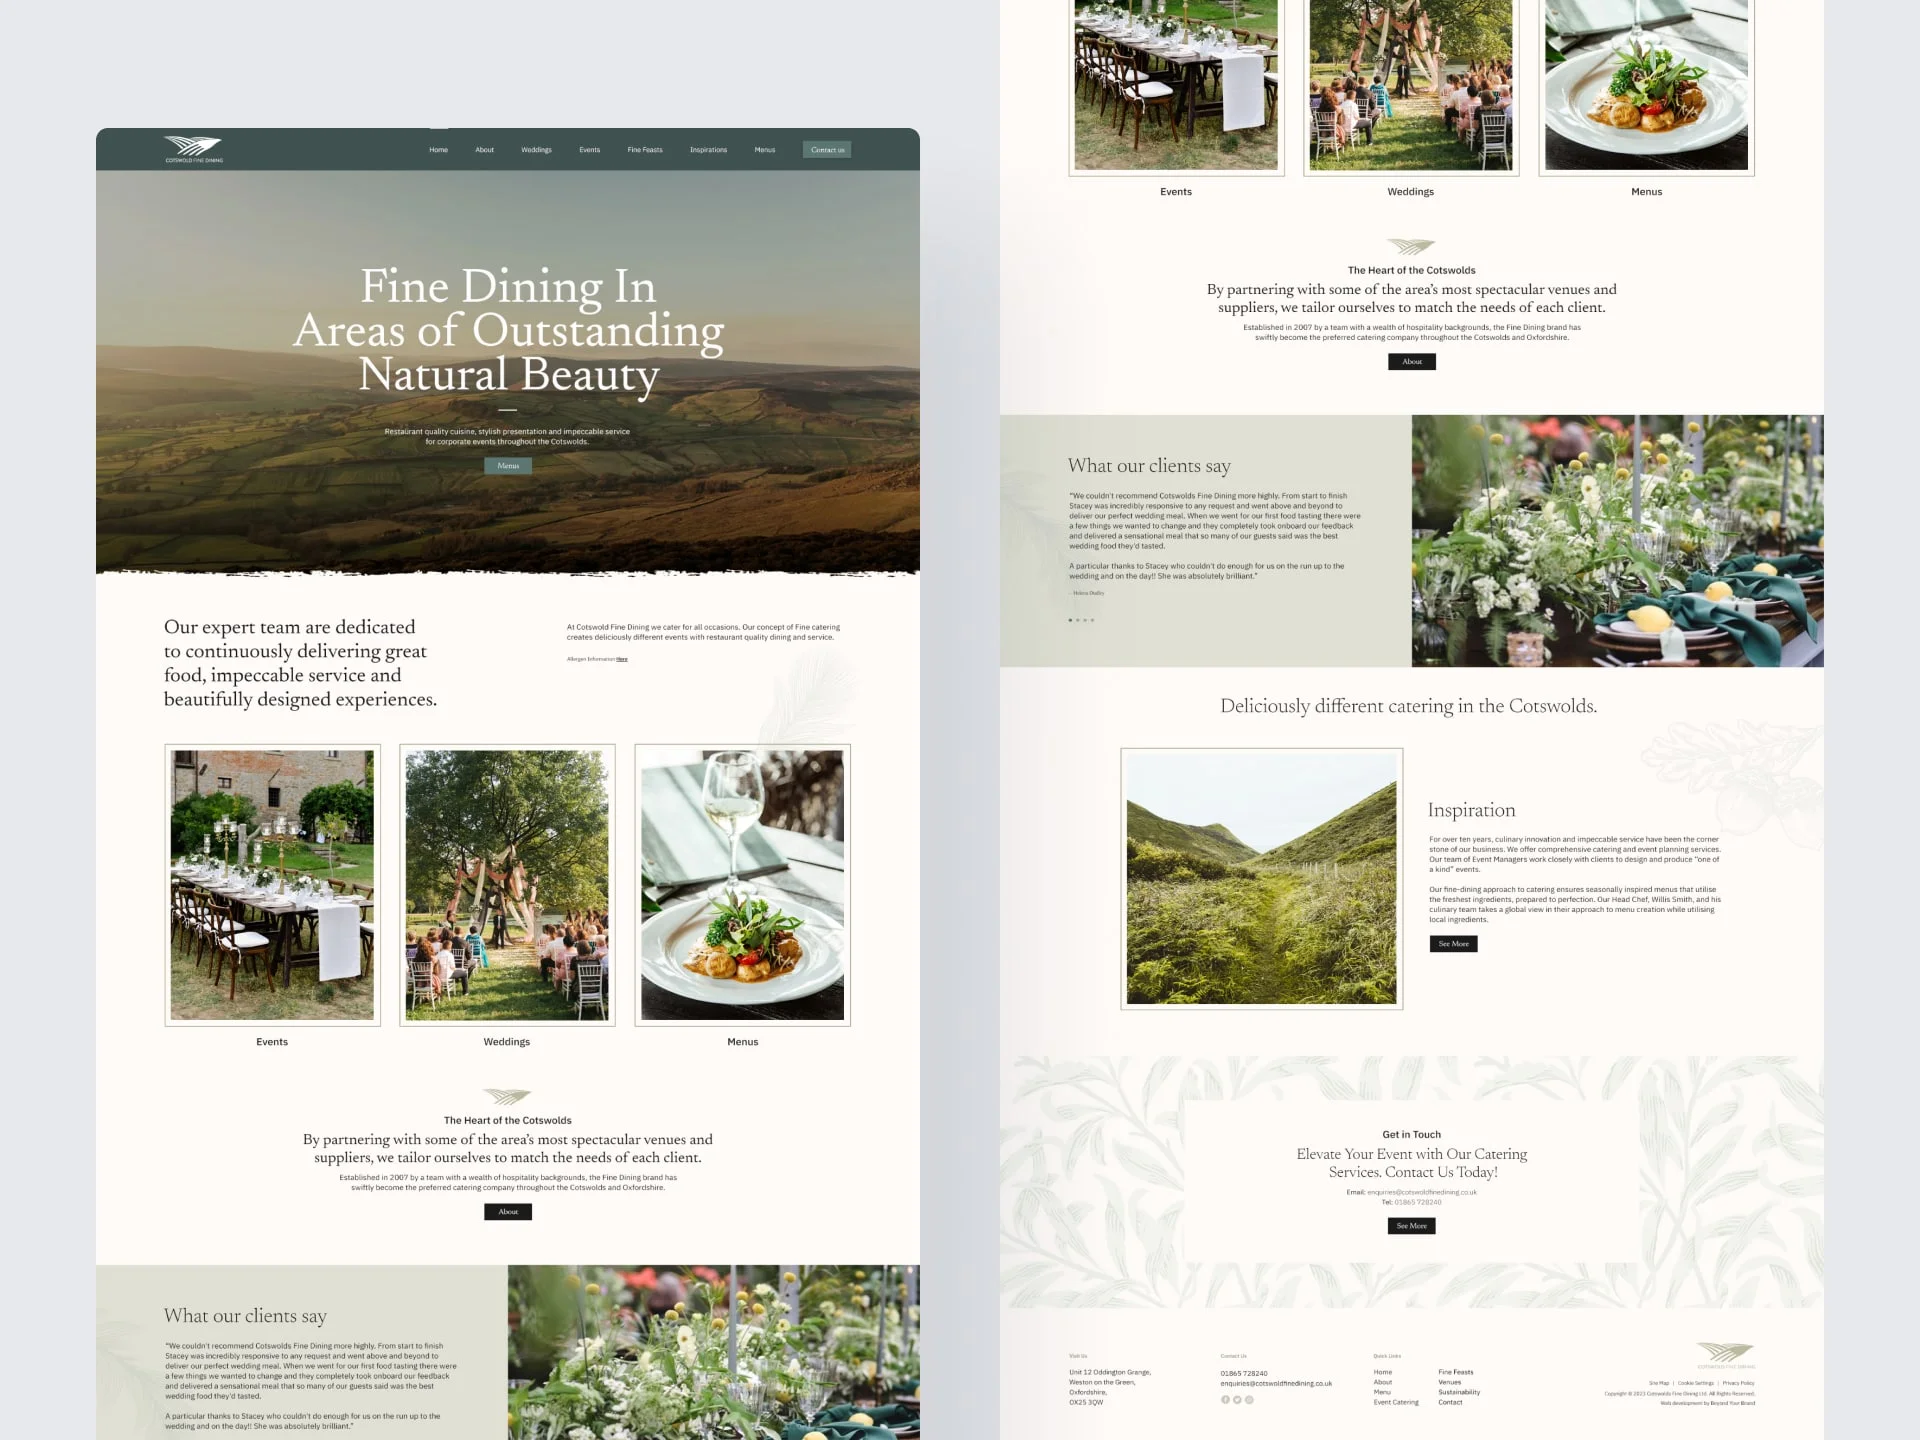 COTSWOLD FINE DINING
Home
About
Weddings
Events
Fine Feasts
Inspirations
Menus
Contact us
Fine Dining In
Areas of Outstanding
Natural Beauty
Restaurant quality cuisine, stylish presentation and impeccable service
for corporate events throughout the Cotswolds.
Menus
Our expert team are dedicated
to continuously delivering great
food, impeccable service and
beautifully designed experiences.
At Cotswold Fine Dining we cater for all occasions. Our concept of Fine catering
creates deliciously different events with restaurant quality dining and service.
Allergen Information Here
Events
Weddings
Menus
The Heart of the Cotswolds
By partnering with some of the area's most spectacular venues and
suppliers, we tailor ourselves to match the needs of each client.
Established in 2007 by a team with a wealth of hospitality backgrounds, the Fine Dining brand has
swiftly become the preferred catering company throughout the Cotswolds and Oxfordshire.
About
What our clients say
"We couldn't recommend Cotswolds Fine Dining more highly. From start to finish
Stacey was incredibly responsive to any request and went above and beyond to
deliver our perfect wedding meal. When we went for our first food tasting there were
a few things we wanted to change and they completely took onboard our feedback
and delivered a sensational meal that so many of our guests said was the best
wedding food they'd tasted.
A particular thanks to Stacey who couldn't do enough for us on the run up to the
wedding and on the day!! She was absolutely brilliant."
Events
Weddings
Menus
The Heart of the Cotswolds
By partnering with some of the area's most spectacular venues and
suppliers, we tailor ourselves to match the needs of each client.
Established in 2007 by a team with a wealth of hospitality backgrounds, the Fine Dining brand has
swiftly become the preferred catering company throughout the Cotswolds and Oxfordshire.
About
What our clients say
"We couldn't recommend Cotswolds Fine Dining more highly. From start to finish
Stacey was incredibly responsive to any request and went above and beyond to
deliver our perfect wedding meal. When we went for our first food tasting there were
a few things we wanted to change and they completely took onboard our feedback
and delivered a sensational meal that so many of our guests said was the best
wedding food they'd tasted.
A particular thanks to Stacey who couldn't do enough for us on the run up to the
wedding and on the day!! She was absolutely brilliant."
- Helena Dudley
Deliciously different catering in the Cotswolds.
Inspiration
For over ten years, culinary innovation and impeccable service have been the corner
stone of our business. We offer comprehensive catering and event planning services.
Our team of Event Managers work closely with clients to design and produce "one of
a kind" events.
Our fine-dining approach to catering ensures seasonally inspired menus that utilise
the freshest ingredients, prepared to perfection. Our Head Chef, Willis Smith, and his
culinary team takes a global view in their approach to menu creation while utilising
local ingredients.
See More
Get in Touch
Elevate Your Event with Our Catering
Services. Contact Us Today!
Email: enquiries@cotswoldfinedining.co.uk
Tel: 01865 728240
See More
Visit Us
Unit 12 Oddington Grange,
Weston on the Green,
Oxfordshire,
OX25 3QW
Contact Us
01865 728240
enquiries@cotswoldfinedining.co.uk
Quick Links
Home
About
Menu
Event Catering
Fine Feasts
Venues
Sustainability
Contact
COTSWOLD FINE DINING
Site Map | Cookie Settings | Privacy Policy
Copyright © 2023 Cotswolds Fine Dining Ltd. All Rights Reserved.
Web development by Beyond Your Brand